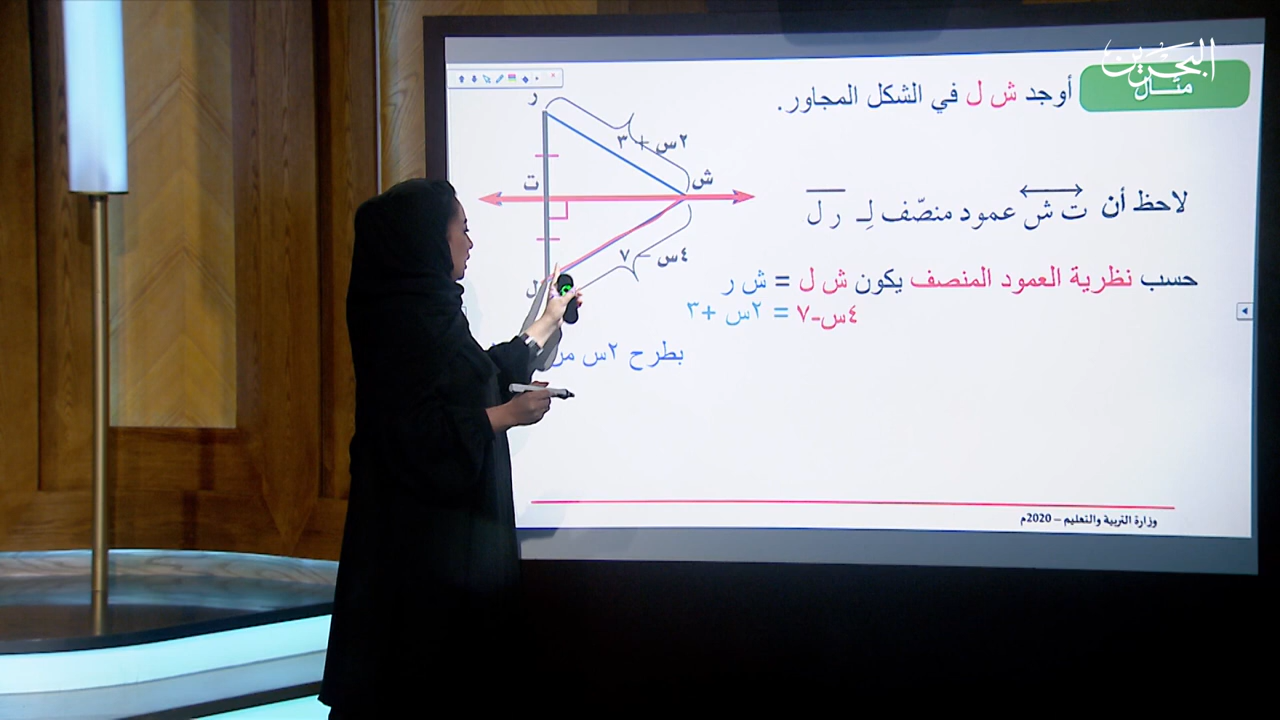 البحرين
مثال
أوجد ش ل في الشكل المجاور.
ر
٢س + ٣
ش
ت
٤س – ٧
ل
لاحظ أن ت ش عمود منصّف لِـ ر ل
حسب نظرية العمود المنصف يكون ش ل = ش ر
٤س-٧ = ٢س +٣
بطرح ٢س من
وزارة التربية والتعليم – 2020م